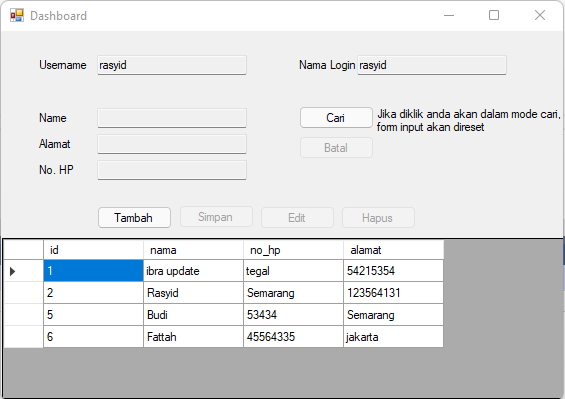 Dashboard
Username rasyid Nama Login rasyid
Name Cari Jika diklik anda akan dalam mode cari,
form input akan direset
Alamat Batal
No. HP
Tambah Simpan Edit Hapus
id nama no_hp alamat
1 ibra update tegal 54215354
2 Rasyid Semarang 123564131
5 Budi 53434 Semarang
6 Fattah 45564335 jakarta